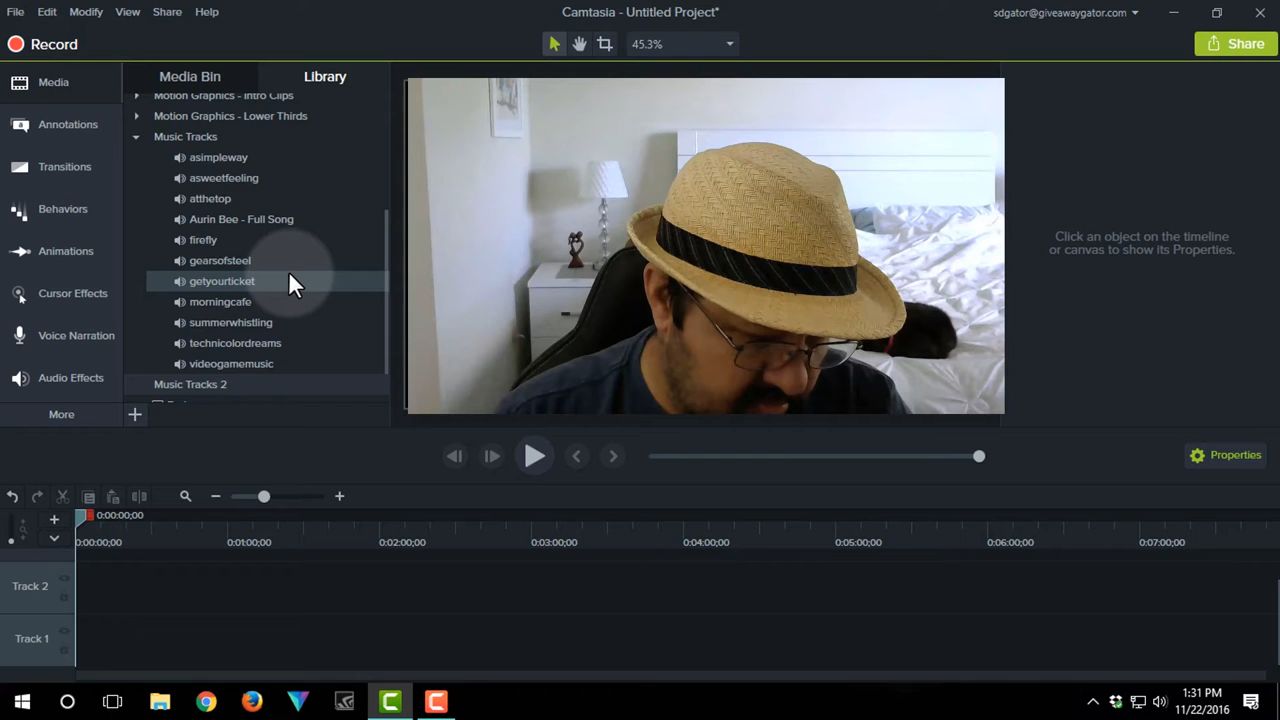 File Edit Modify View Share Help
Camtasia - Untitled Project*
sdgator@giveawaygator.com
Record
45.3%
Share
Media
Annotations
Transitions
Behaviors
Animations
Cursor Effects
Voice Narration
Audio Effects
More
Media Bin
Library
Motion Graphics - Intro Clips
Motion Graphics - Lower Thirds
Music Tracks
asimpleway
asweetfeeling
atthetop
Aurin Bee - Full Song
firefly
gearsofsteel
getyourticket
morningcafe
summerwhistling
technicolordreams
videogamemusic
Music Tracks 2
Click an object on the timeline
or canvas to show its Properties.
Properties
0:00:00;00
0:00:00;00 0:01:00;00 0:02:00;00 0:03:00;00 0:04:00;00 0:05:00;00 0:06:00;00 0:07:00;00
Track 2
Track 1
1:31 PM
11/22/2016